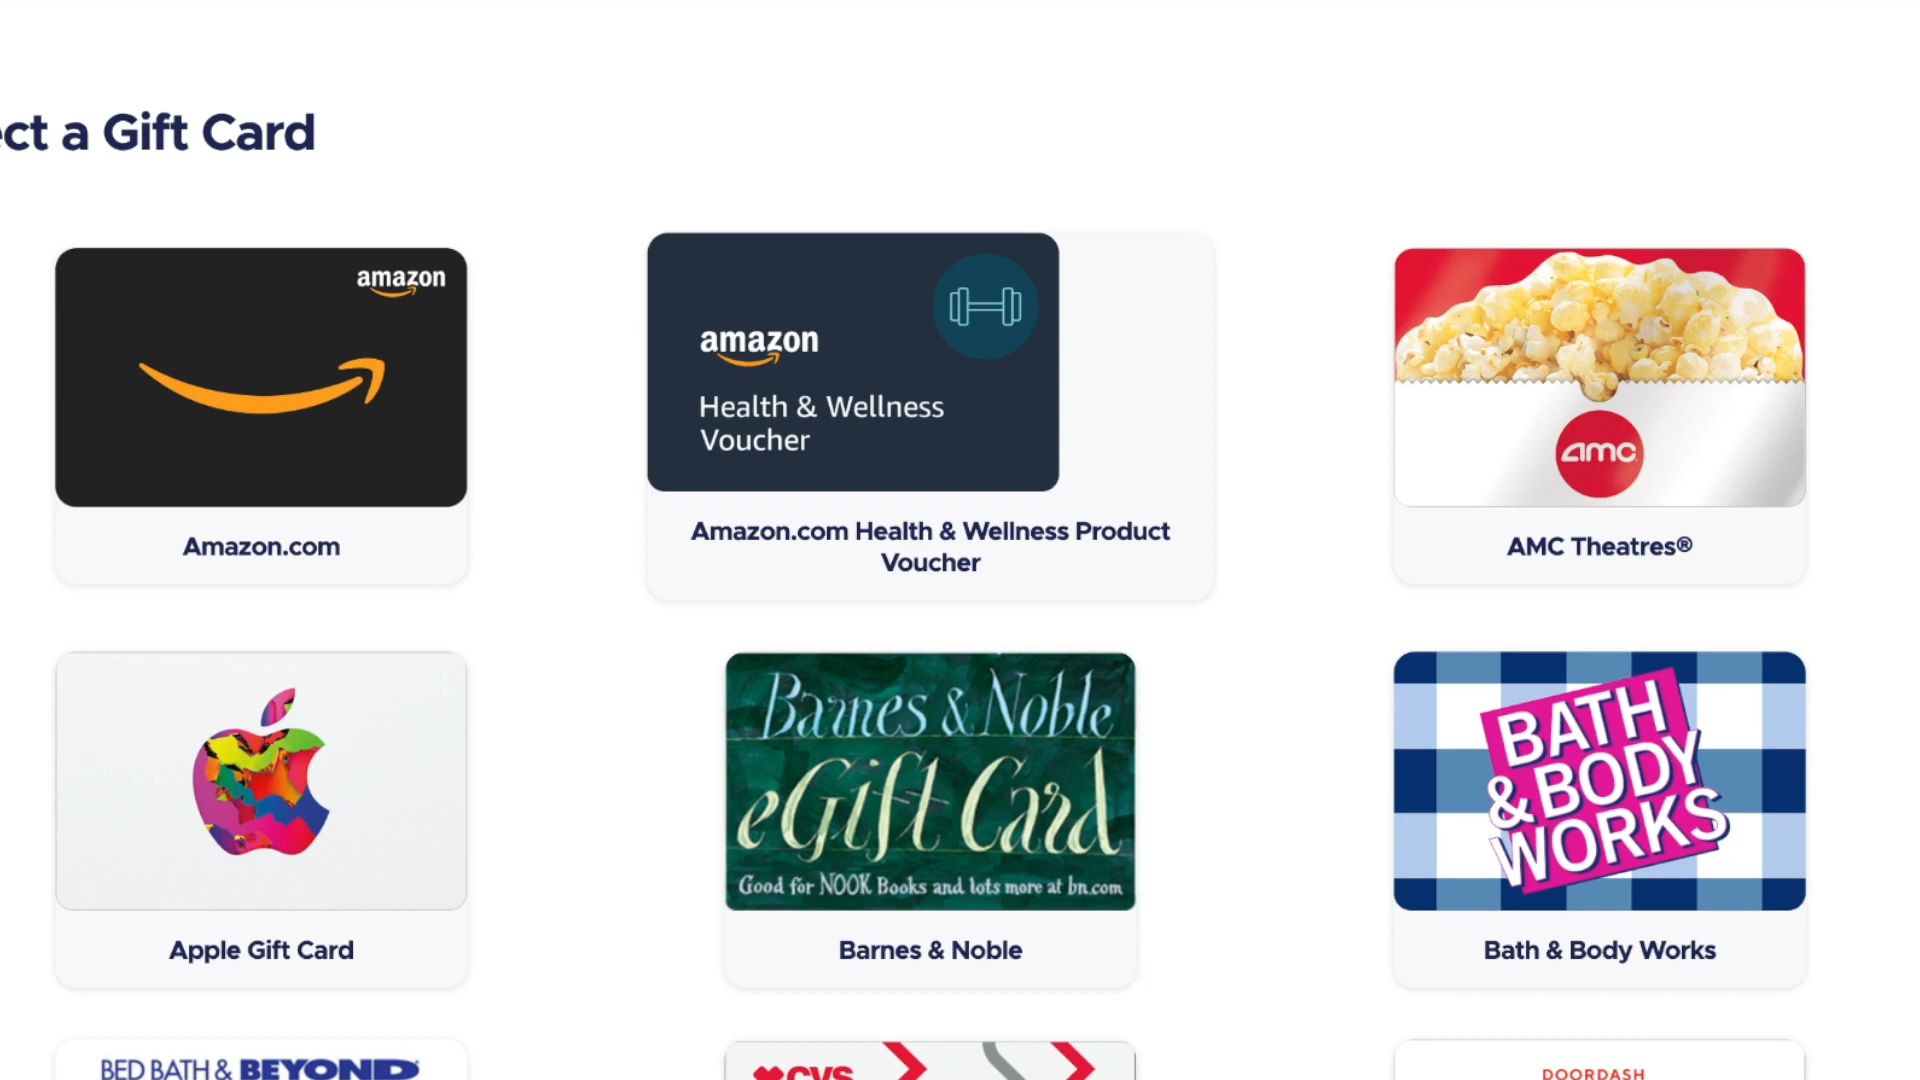 ect a Gift Card
amazon
amazon
Health & Wellness
Voucher
amc
Amazon.com
Amazon.com Health & Wellness Product
Voucher
AMC Theatres®
Barnes & Noble
eGift Card
Good for NOOK Books and lots more at bn.com
BATH
& BODY
WORKS
Apple Gift Card
Barnes & Noble
Bath & Body Works
BED BATH & BEYOND
CVS
DOORDASH